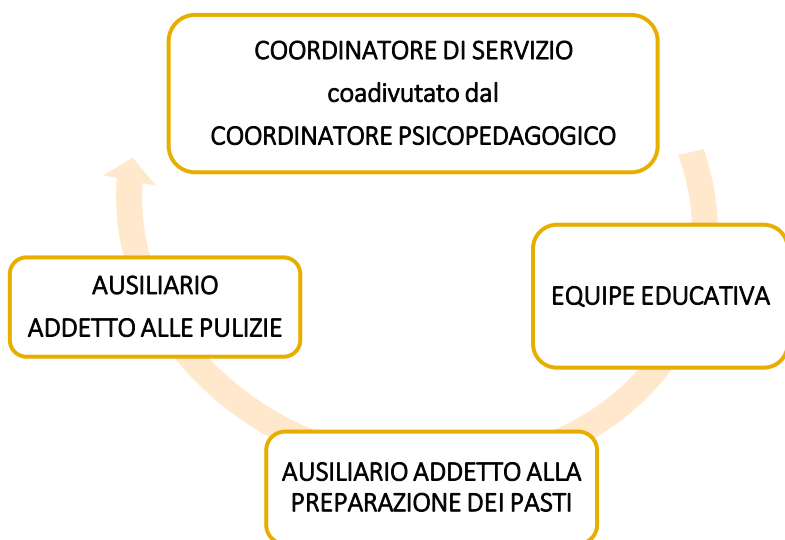 COORDINATORE DI SERVIZIO
coadivutato dal
COORDINATORE PSICOPEDAGOGICO
EQUIPE EDUCATIVA
AUSILIARIO ADDETTO ALLA
PREPARAZIONE DEI PASTI
AUSILIARIO
ADDETTO ALLE PULIZIE